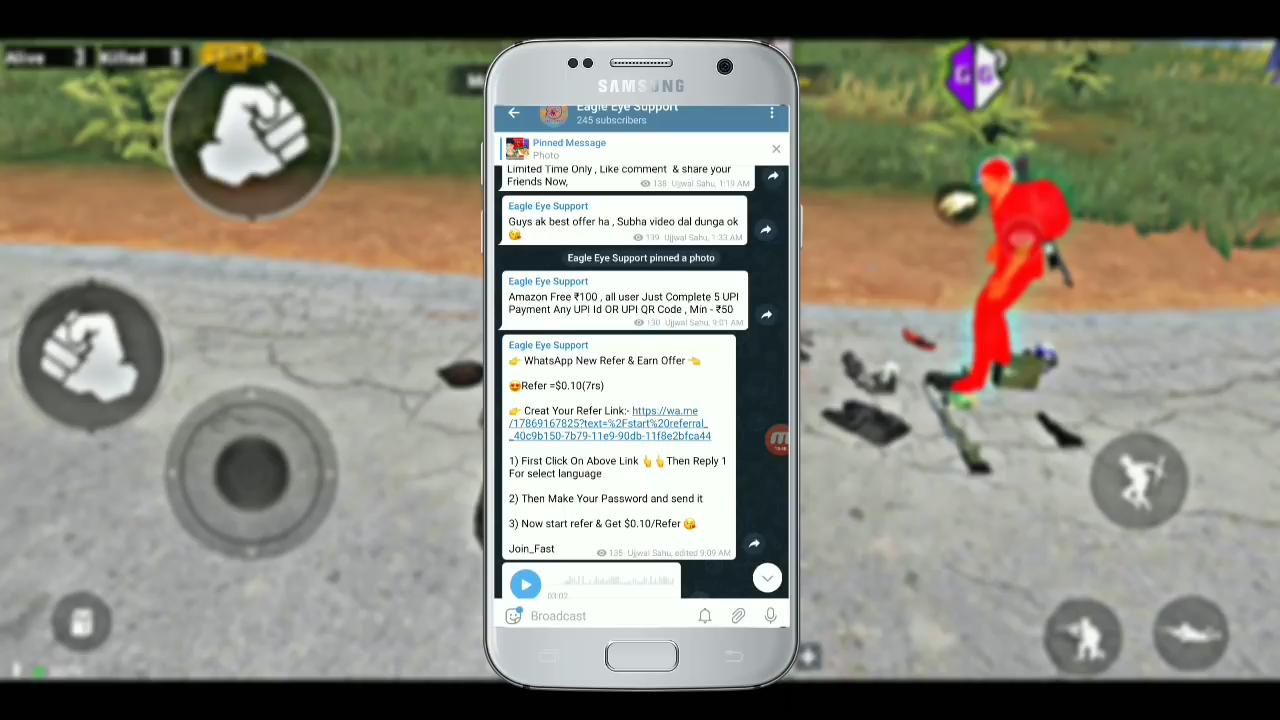 Alive 3 Killed 8
SAMSUNG
Eagle Eye Support
245 subscribers
Pinned Message
Photo
Limited Time Only , Like comment & share your
Friends Now,
138 Ujjwal Sahu, 1:19 AM
Eagle Eye Support
Guys ak best offer ha , Subha video dal dunga ok
😘
139 Ujjwal Sahu, 1:33 AM
Eagle Eye Support pinned a photo
Eagle Eye Support
Amazon Free ₹100 , all user Just Complete 5 UPI
Payment Any UPI Id OR UPI QR Code , Min - ₹50
130 Ujjwal Sahu, 9:01 AM
Eagle Eye Support
👉 WhatsApp New Refer & Earn Offer 👈
😍Refer =$0.10(7rs)
👉 Creat Your Refer Link:- https://wa.me
/17869167825?text=%2Fstart%20referral_
_40c9b150-7b79-11e9-90db-11f8e2bfca44
1) First Click On Above Link 👆👆Then Reply 1
For select language
2) Then Make Your Password and send it
3) Now start refer & Get $0.10/Refer 😘
Join_Fast
135 Ujjwal Sahu, edited 9:09 AM
03:02
Broadcast